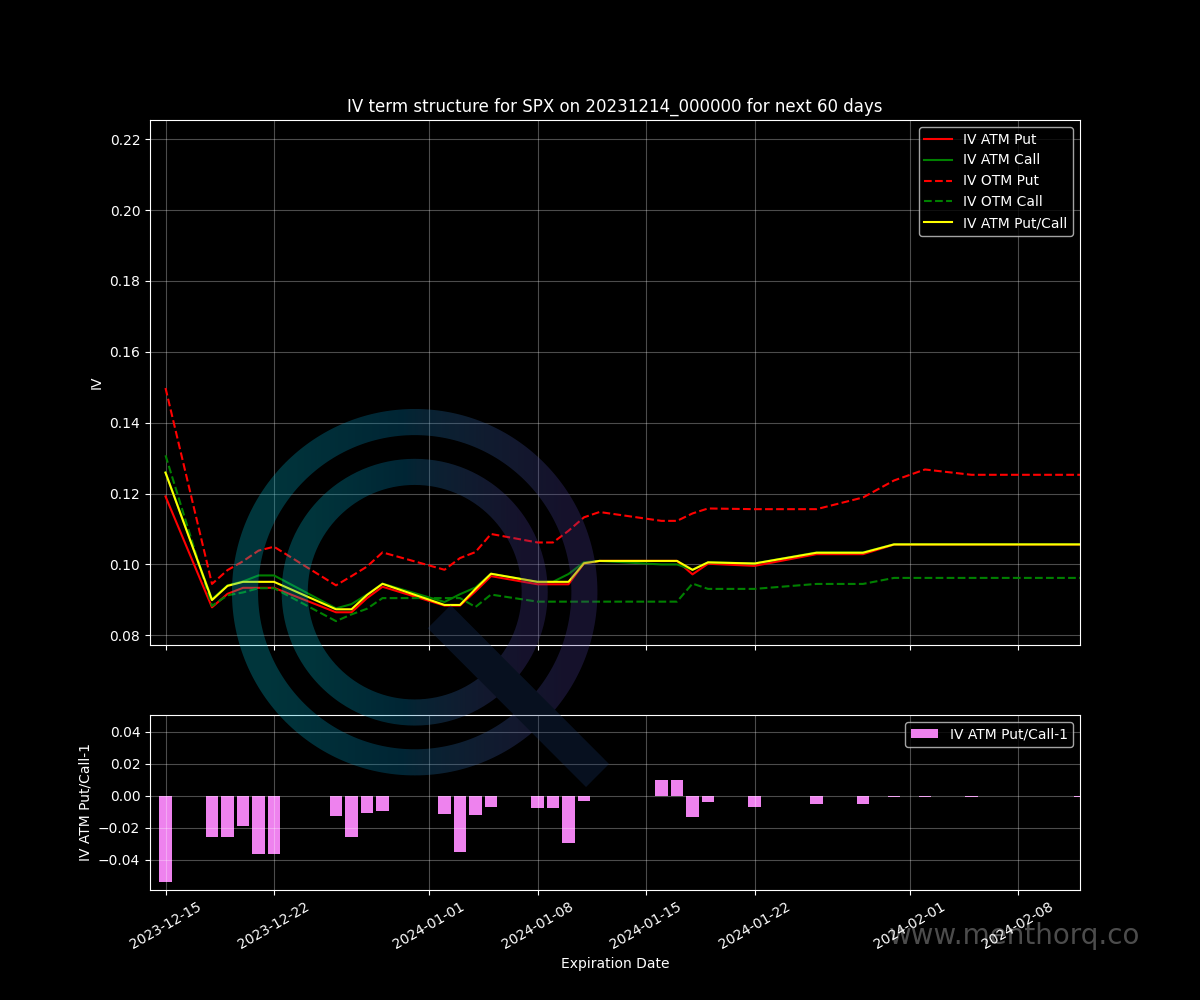 IV term structure for SPX on 20231214_000000 for next 60 days
0.22
0.20
0.18
0.16
0.14
0.12
0.10
0.08
IV
IV ATM Put
IV ATM Call
IV OTM Put
IV OTM Call
IV ATM Put/Call
0.04
0.02
0.00
−0.02
−0.04
IV ATM Put/Call-1
IV ATM Put/Call-1
2023-12-15
2023-12-22
2024-01-01
2024-01-08
2024-01-15
2024-01-22
2024-02-01
2024-02-08
Expiration Date
www.menthorq.co